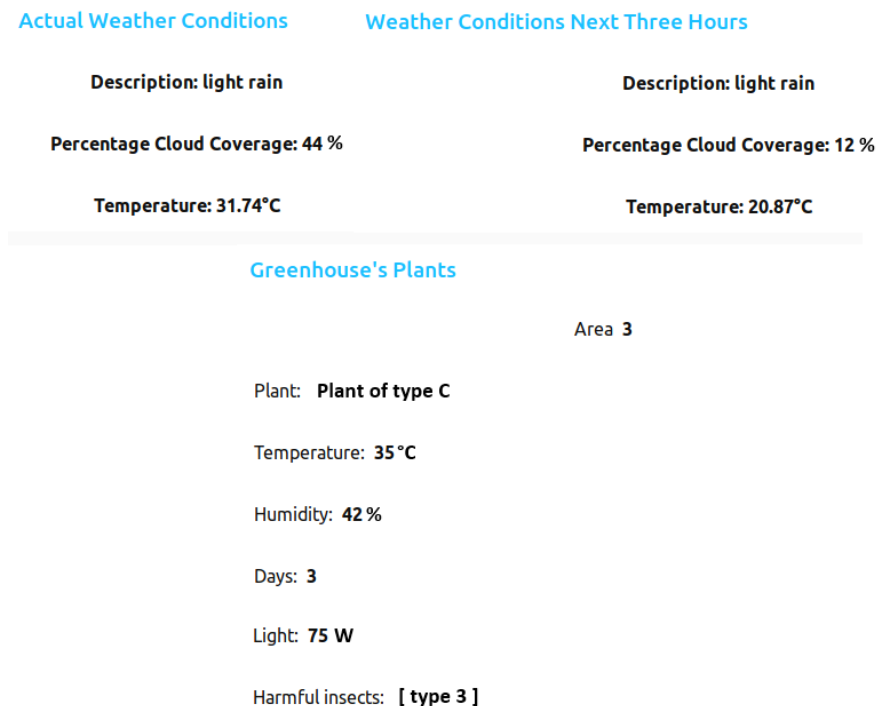 Actual Weather Conditions
Weather Conditions Next Three Hours
Description: light rain
Description: light rain
Percentage Cloud Coverage: 44 %
Percentage Cloud Coverage: 12 %
Temperature: 31.74°C
Temperature: 20.87°C
Greenhouse's Plants
Area 3
Plant: Plant of type C
Temperature: 35°C
Humidity: 42%
Days: 3
Light: 75 W
Harmful insects: [ type 3 ]